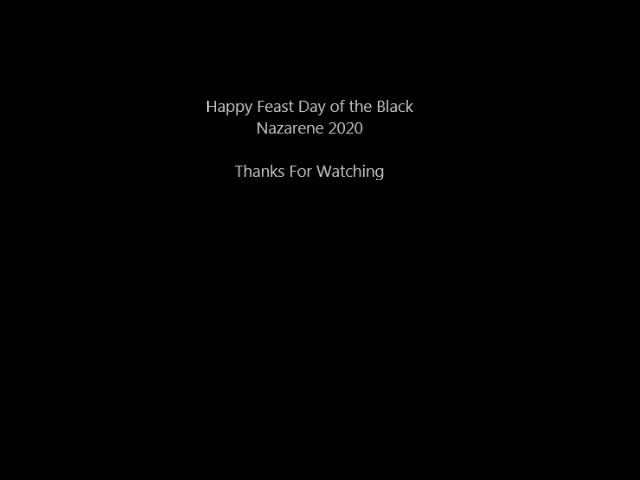 Happy Feast Day of the Black
Nazarene 2020
Thanks For Watching